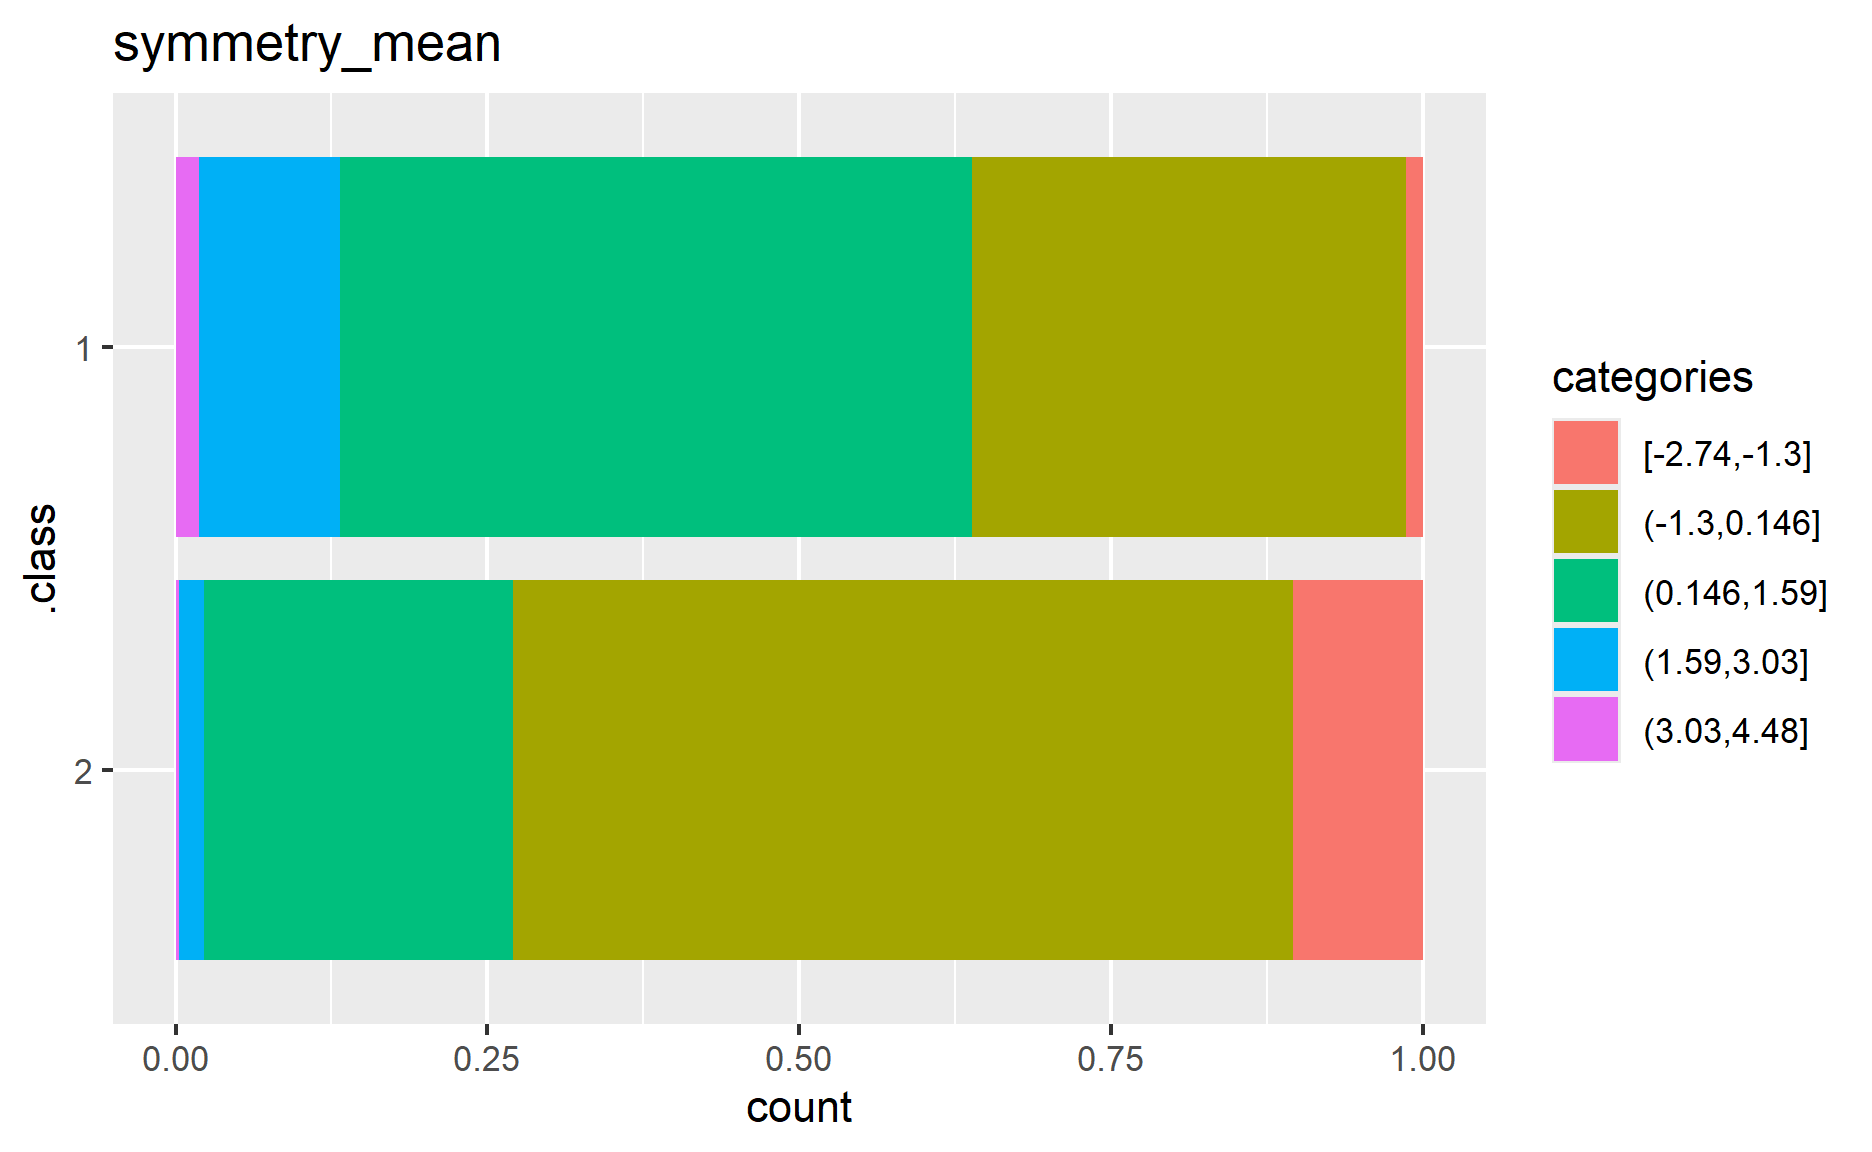 symmetry_mean
.class
1
2
0.00 0.25 0.50 0.75 1.00
count
categories
[-2.74,-1.3]
(-1.3,0.146]
(0.146,1.59]
(1.59,3.03]
(3.03,4.48]